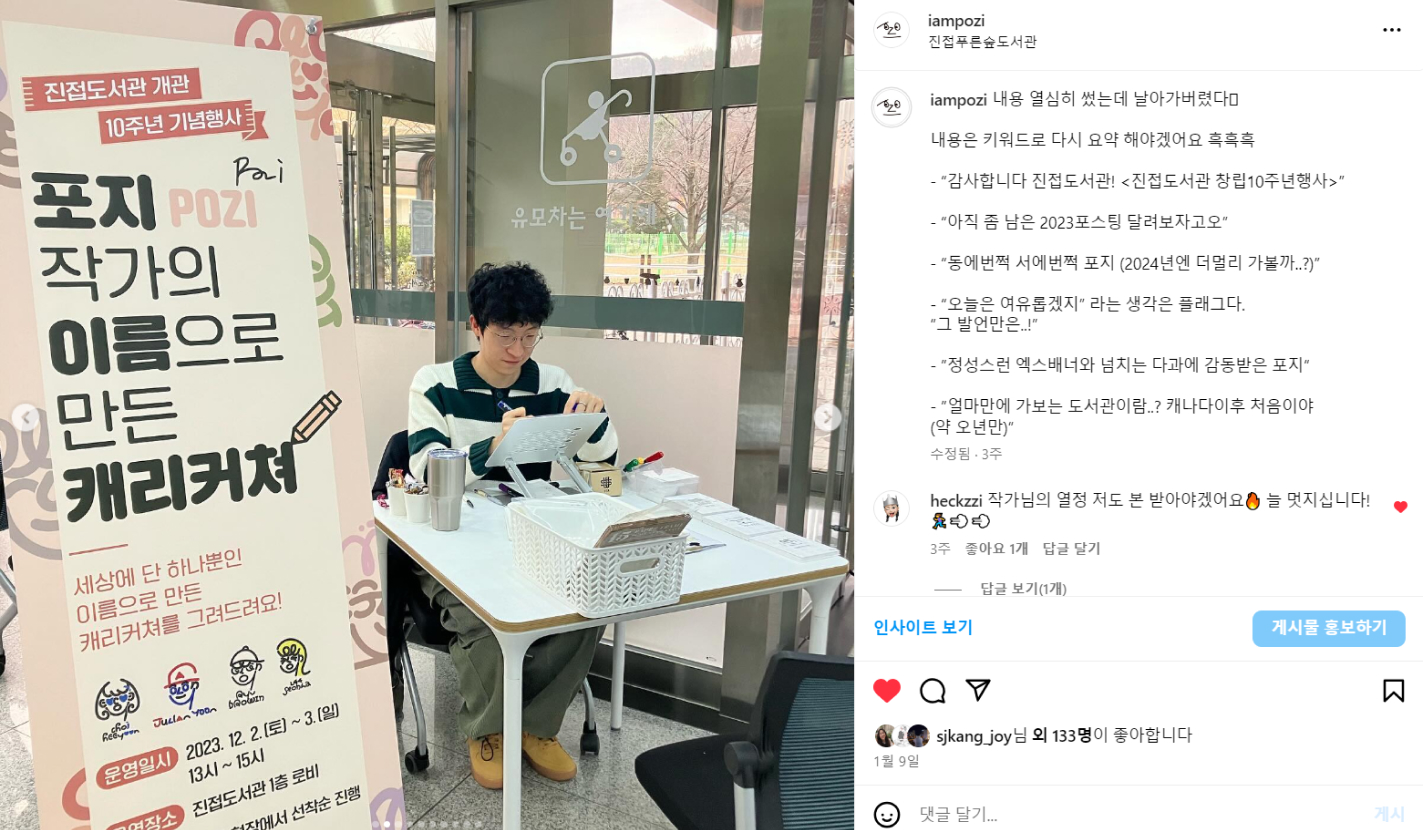 진접도서관 개관
10주년 기념행사
Pozi
포지 POZI
작가의
이름으로
만든
캐리커쳐
세상에 단 하나뿐인
이름으로 만든
캐리커쳐를 그려드려요!
choi
heeyoon
Julian Yoon
운영일시
2023. 12. 2.(토) ~ 3.(일)
13시 ~ 15시
운영장소
진접도서관 1층 로비
현장에서 선착순 진행
유모차는
iampozi
진접푸른숲도서관
iampozi 내용 열심히 썼는데 날아가버렸다
내용은 키워드로 다시 요약 해야겠어요 흑흑흑
- “감사합니다 진접도서관! <진접도서관 창립10주년행사>”
- “아직 좀 남은 2023포스팅 달려보자고오”
- “동에번쩍 서에번쩍 포지 (2024년엔 더멀리 가볼까..?)”
- “오늘은 여유롭겠지” 라는 생각은 플래그다.
“그 발언만은..!”
- “정성스런 엑스배너와 넘치는 다과에 감동받은 포지”
- ”얼마만에 가보는 도서관이람..? 캐나다이후 처음이야
(약 오년만)”
수정됨 · 3주
heckzzi 작가님의 열정 저도 본 받아야겠어요🔥 늘 멋지십니다!
3주 좋아요 1개 답글 달기
답글 보기(1개)
인사이트 보기
게시물 홍보하기
sjkang_joy님 외 133명이 좋아합니다
1월 9일
댓글 달기...
게시